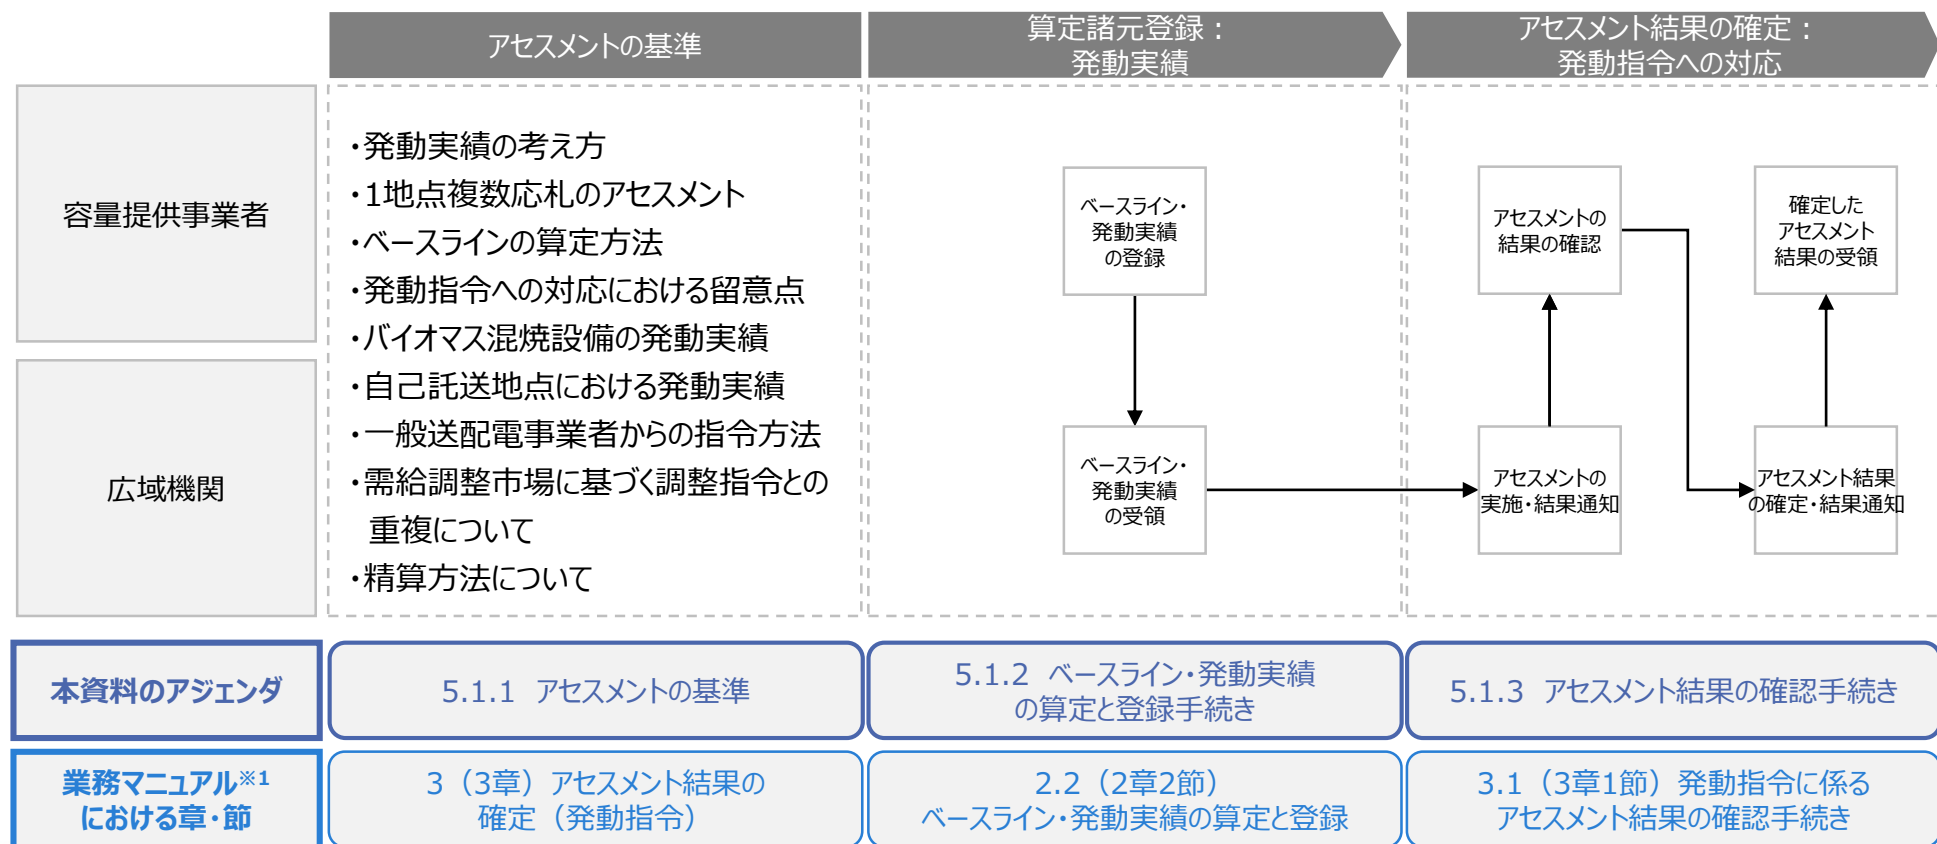 アセスメントの基準
算定諸元登録：
発動実績
アセスメント結果の確定：
発動指令への対応
容量提供事業者
広域機関
・発動実績の考え方
・1地点複数応札のアセスメント
・ベースラインの算定方法
・発動指令への対応における留意点
・バイオマス混焼設備の発動実績
・自己託送地点における発動実績
・一般送配電事業者からの指令方法
・需給調整市場に基づく調整指令との
重複について
・精算方法について
ベースライン・
発動実績
の登録
ベースライン・
発動実績
の受領
アセスメントの
結果の確認
アセスメントの
実施・結果通知
確定した
アセスメント
結果の受領
アセスメント結果
の確定・結果通知
本資料のアジェンダ
5.1.1 アセスメントの基準
5.1.2 ベースライン・発動実績
の算定と登録手続き
5.1.3 アセスメント結果の確認手続き
業務マニュアル※1
における章・節
3（3章）アセスメント結果の
確定（発動指令）
2.2（2章2節）
ベースライン・発動実績の算定と登録
3.1（3章1節）発動指令に係る
アセスメント結果の確認手続き